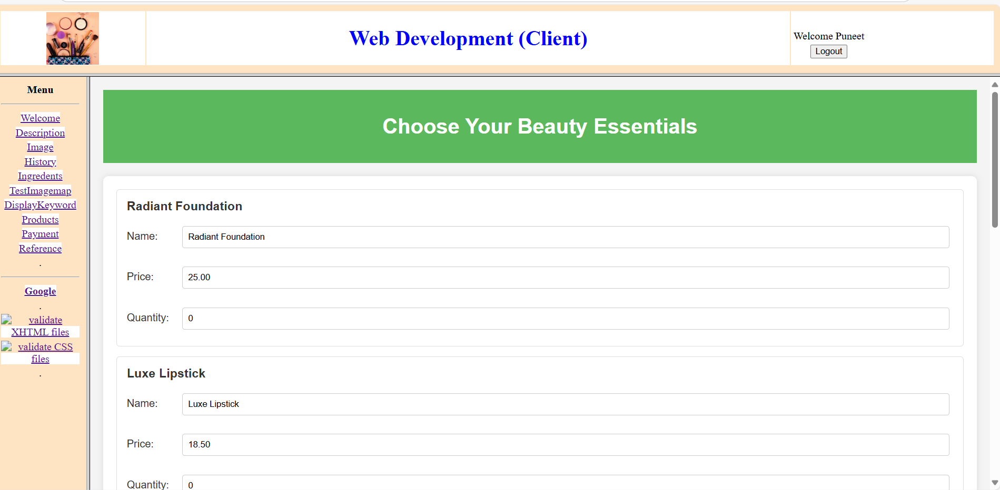 Web Development (Client)
Welcome Puneet
Logout
Menu
Welcome
Description
Image
History
Ingredents
TestImagemap
DisplayKeyword
Products
Payment
Reference
.
Google
.
validate
XHTML files
validate CSS
files
.
Choose Your Beauty Essentials
Radiant Foundation
Name: Radiant Foundation
Price: 25.00
Quantity: 0
Luxe Lipstick
Name: Luxe Lipstick
Price: 18.50
Quantity: 0